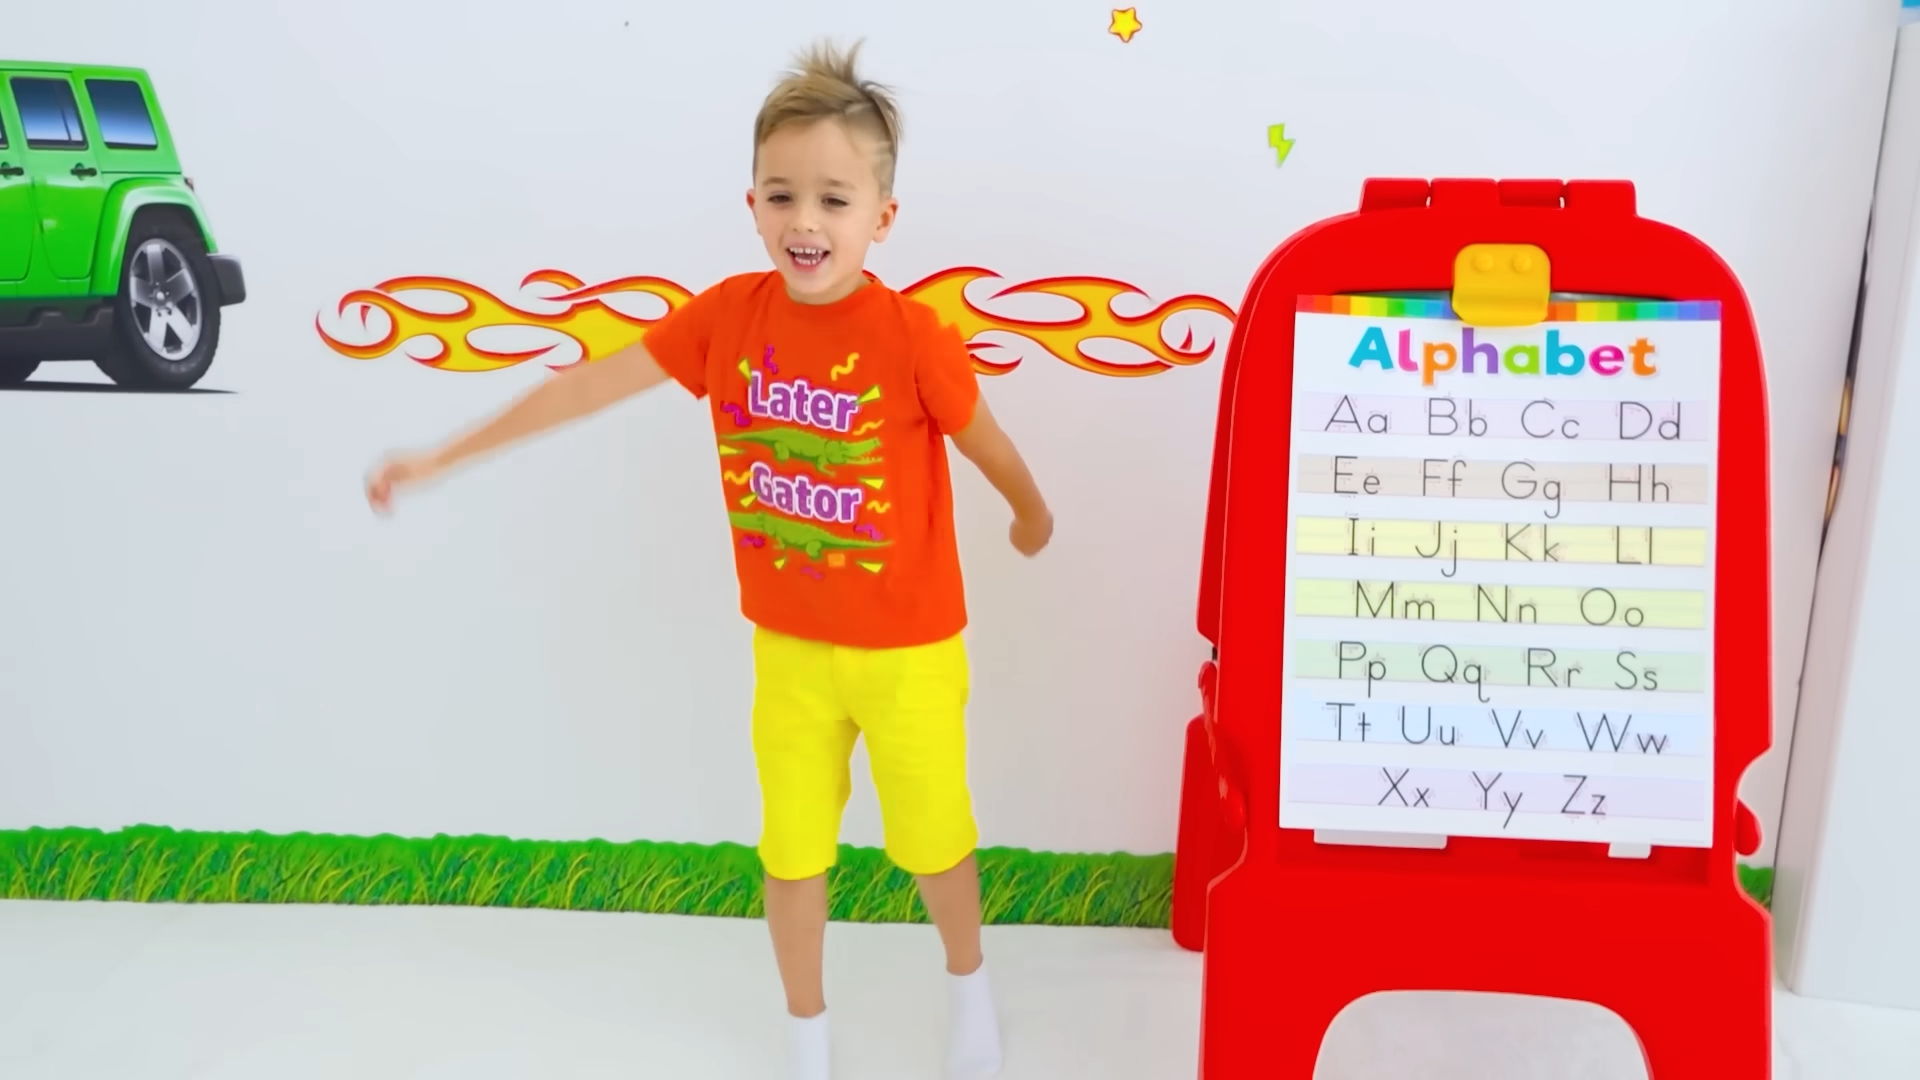 Later
Gator
Alphabet
Aa Bb Cc Dd
Ee Ff Gg Hh
Ii Jj Kk Ll
Mm Nn Oo
Pp Qq Rr Ss
Tt Uu Vv Ww
Xx Yy Zz